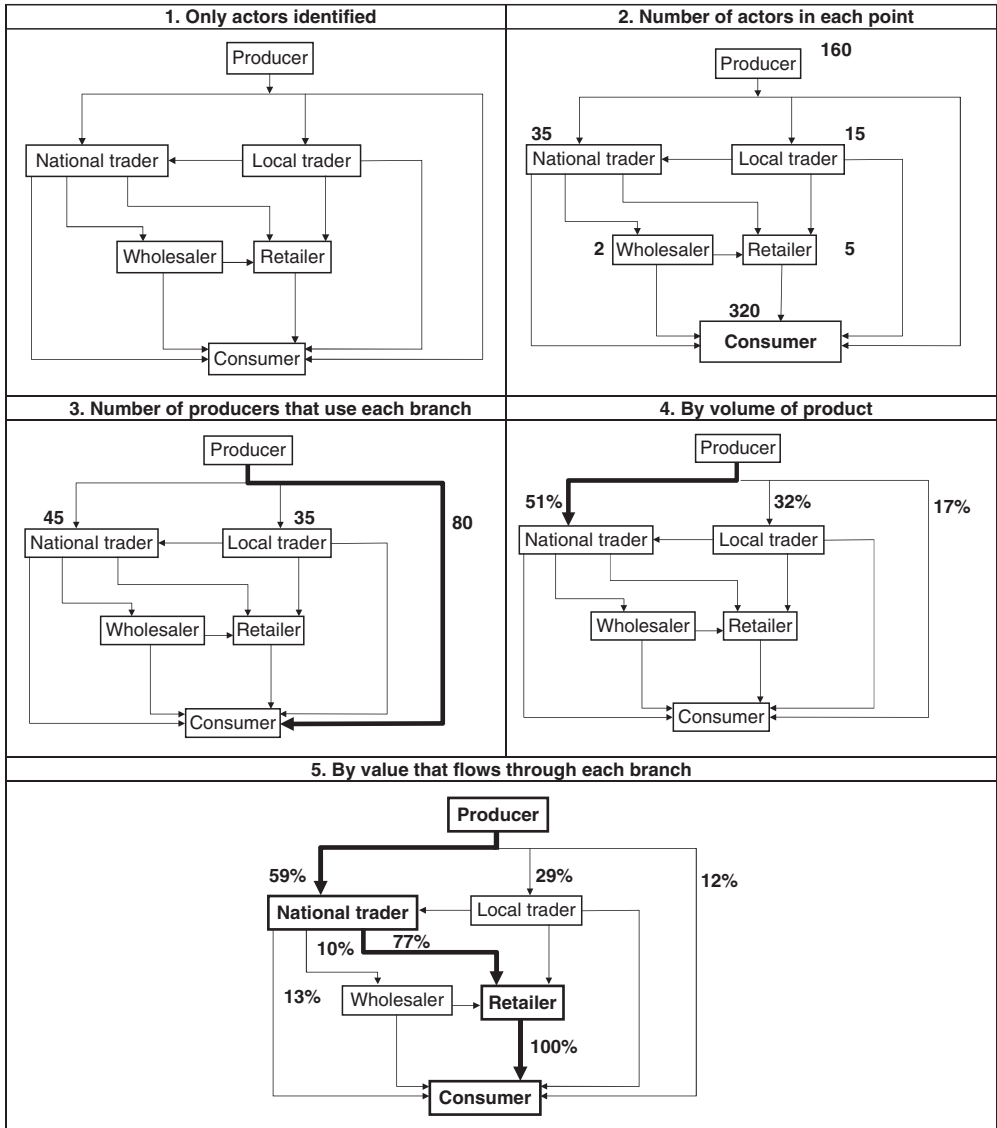 1. Only actors identified
Producer
National trader
Local trader
Wholesaler
Retailer
Consumer
2. Number of actors in each point
160
Producer
35
15
National trader
Local trader
2
Wholesaler
Retailer
5
320
Consumer
3. Number of producers that use each branch
Producer
45
35
80
National trader
Local trader
Wholesaler
Retailer
Consumer
4. By volume of product
Producer
51%
32%
17%
National trader
Local trader
Wholesaler
Retailer
Consumer
5. By value that flows through each branch
Producer
59%
29%
12%
National trader
Local trader
10%
77%
13%
Wholesaler
Retailer
100%
Consumer